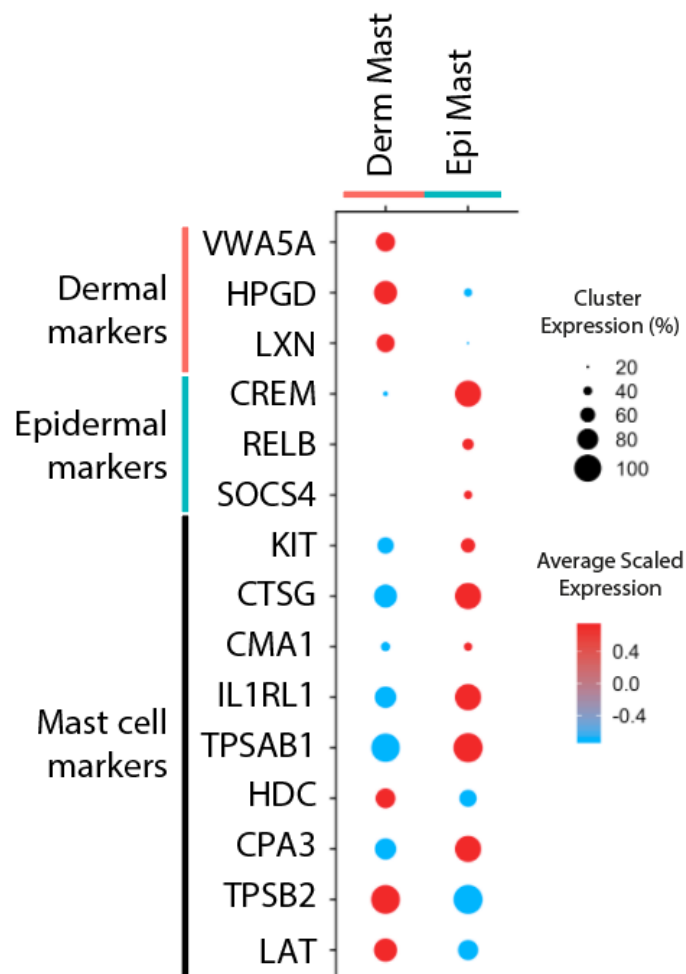 Derm Mast
Epi Mast
Dermal
markers
VWA5A
HPGD
LXN
Epidermal
markers
CREM
RELB
SOCS4
Mast cell
markers
KIT
CTSG
CMA1
IL1RL1
TPSAB1
HDC
CPA3
TPSB2
LAT
Cluster
Expression (%)
20
40
60
80
100
Average Scaled
Expression
0.4
0.0
-0.4